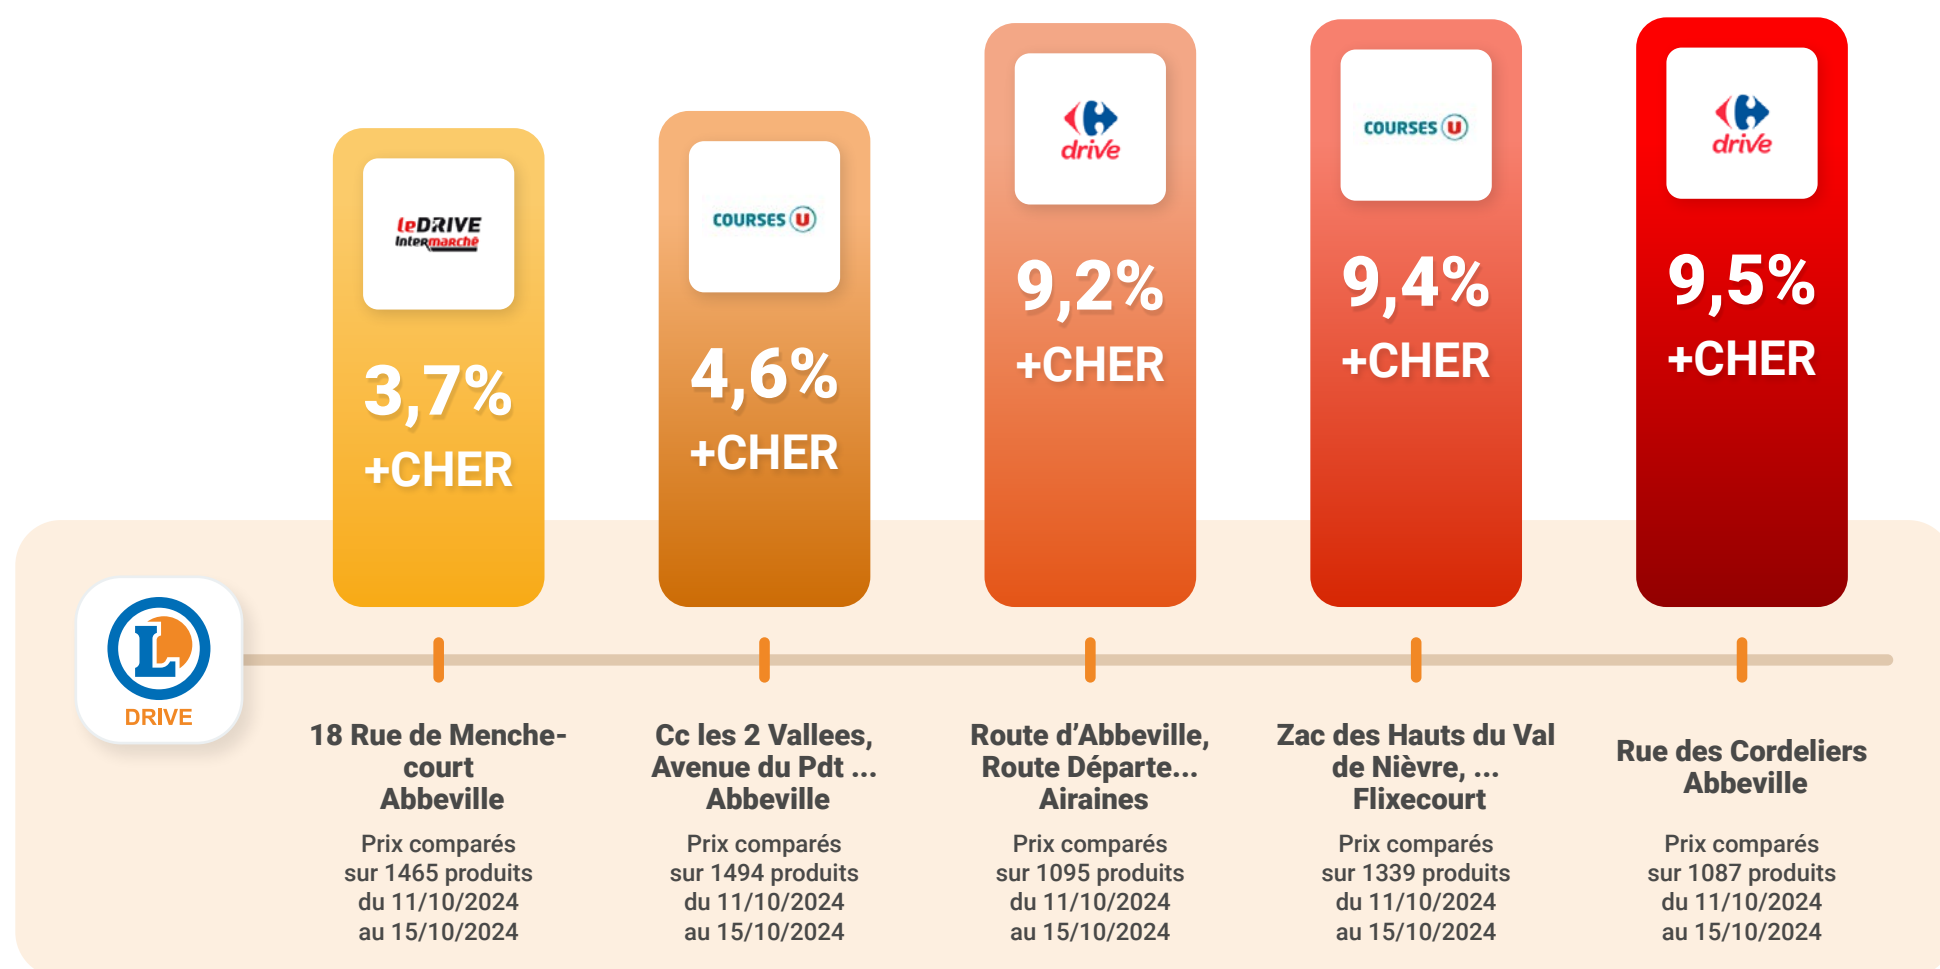 leDRIVE
Intermarché
3,7%
+CHER
COURSES U
4,6%
+CHER
drive
9,2%
+CHER
COURSES U
9,4%
+CHER
drive
9,5%
+CHER
L
DRIVE
18 Rue de Menche-
court
Abbeville
Prix comparés
sur 1465 produits
du 11/10/2024
au 15/10/2024
Cc les 2 Vallees,
Avenue du Pdt ...
Abbeville
Prix comparés
sur 1494 produits
du 11/10/2024
au 15/10/2024
Route d’Abbeville,
Route Départe...
Airaines
Prix comparés
sur 1095 produits
du 11/10/2024
au 15/10/2024
Zac des Hauts du Val
de Nièvre, ...
Flixecourt
Prix comparés
sur 1339 produits
du 11/10/2024
au 15/10/2024
Rue des Cordeliers
Abbeville
Prix comparés
sur 1087 produits
du 11/10/2024
au 15/10/2024